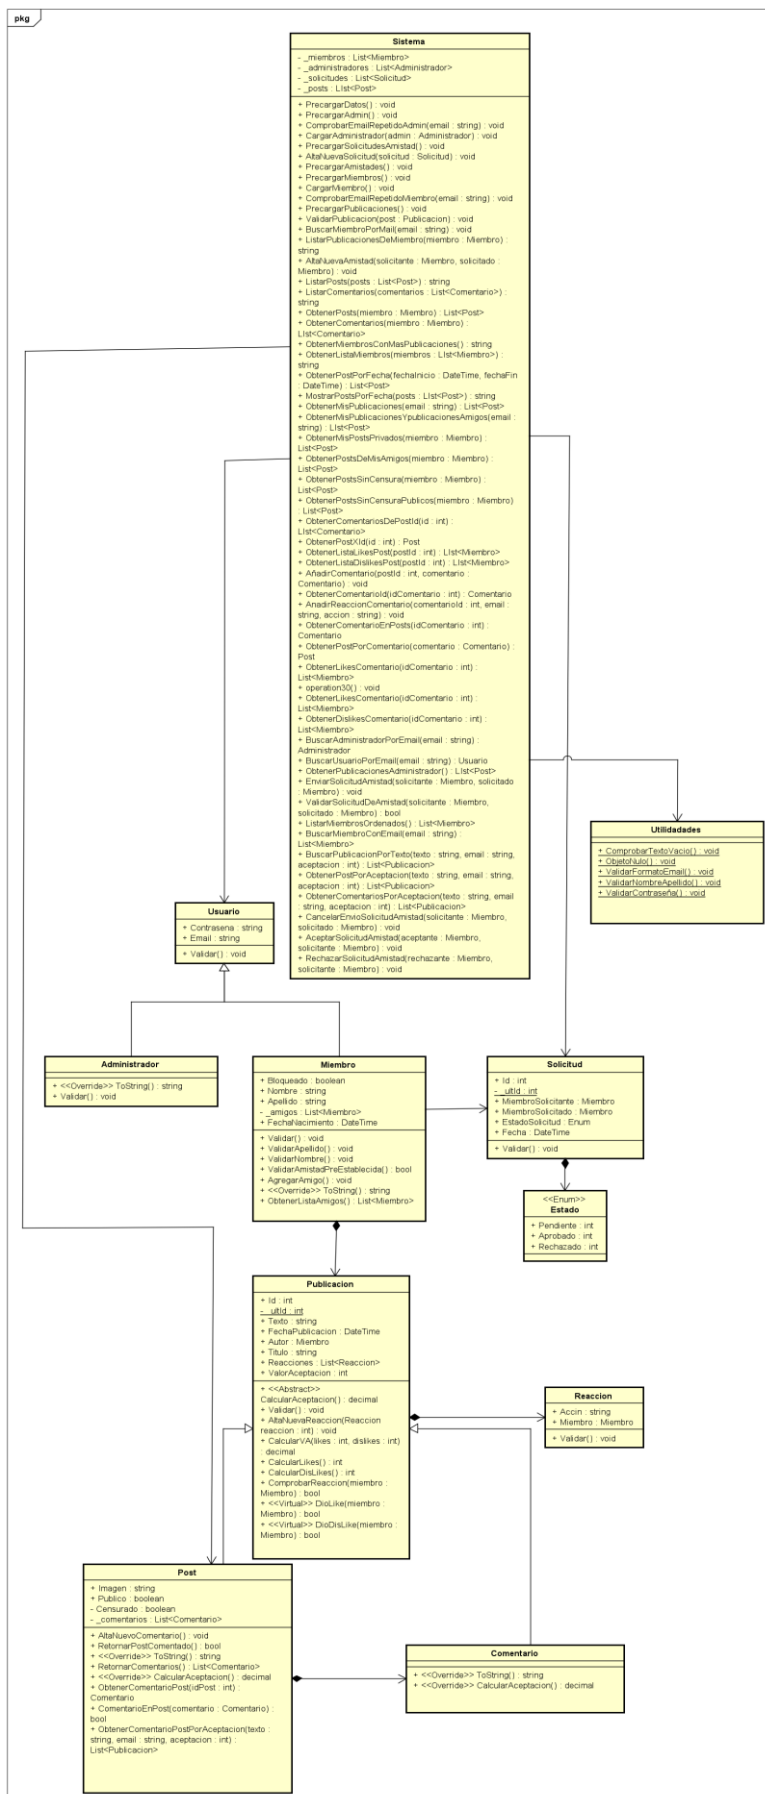 pkg
Sistema
- _miembros : List<Miembro>
- _administradores : List<Administrador>
- _solicitudes : List<Solicitud>
- _posts : LIst<Post>
+ PrecargarDatos() : void
+ PrecargarAdmin() : void
+ ComprobarEmailRepetidoAdmin(email : string) : void
+ CargarAdministrador(admin : Administrador) : void
+ PrecargarSolicitudesAmistad() : void
+ AltaNuevaSolicitud(solicitud : Solicitud) : void
+ PrecargarAmistades() : void
+ PrecargarMiembros() : void
+ CargarMiembro() : void
+ ComprobarEmailRepetidoMiembro(email : string) : void
+ PrecargarPublicaciones() : void
+ ValidarPublicacion(post : Publicacion) : void
+ BuscarMiembroPorMail(email : string) : void
+ ListarPublicacionesDeMiembro(miembro : Miembro) :
string
+ AltaNuevaAmistad(solicitante : Miembro, solicitado :
Miembro) : void
+ ListarPosts(posts : List<Post>) : string
+ ListarComentarios(comentarios : List<Comentario>) :
string
+ ObtenerPosts(miembro : Miembro) : List<Post>
+ ObtenerComentarios(miembro : Miembro) :
LIst<Comentario>
+ ObtenerMiembrosConMasPublicaciones() : string
+ ObtenerListaMiembros(miembros : LIst<Miembro>) :
string
+ ObtenerPostPorFecha(fechaInicio : DateTime, fechaFin
: DateTime) : List<Post>
+ MostrarPostsPorFecha(posts : LIst<Post>) : string
+ ObtenerMisPublicaciones(email : string) : List<Post>
+ ObtenerMisPublicacionesYpublicacionesAmigos(email :
string) : LIst<Post>
+ ObtenerMisPostsPrivados(miembro : Miembro) :
List<Post>
+ ObtenerPostsDeMisAmigos(miembro : Miembro) :
List<Post>
+ ObtenerPostsSinCensura(miembro : Miembro) :
List<Post>
+ ObtenerPostsSinCensuraPublicos(miembro : Miembro)
: List<Post>
+ ObtenerComentariosDePostId(id : int) :
LIst<Comentario>
+ ObtenerPostXId(id : int) : Post
+ ObtenerListaLikesPost(postId : int) : LIst<Miembro>
+ ObtenerListaDislikesPost(postId : int) : LIst<Miembro>
+ AñadirComentario(postId : int, comentario :
Comentario) : void
+ ObtenerComentarioId(idComentario : int) : Comentario
+ AnadirReaccionComentario(comentarioId : int, email :
string, accion : string) : void
+ ObtenerComentarioEnPosts(idComentario : int) :
Comentario
+ ObtenerPostPorComentario(comentario : Comentario) :
Post
+ ObtenerLikesComentario(idComentario : int) :
List<Miembro>
+ operation30() : void
+ ObtenerLikesComentario(idComentario : int) :
List<Miembro>
+ ObtenerDislikesComentario(idComentario : int) :
List<Miembro>
+ BuscarAdministradorPorEmail(email : string) :
Administrador
+ BuscarUsuarioPorEmail(email : string) : Usuario
+ ObtenerPublicacionesAdministrador() : LIst<Post>
+ EnviarSolicitudAmistad(solicitante : Miembro, solicitado
: Miembro) : void
+ ValidarSolicitudDeAmistad(solicitante : Miembro,
solicitado : Miembro) : bool
+ ListarMiembrosOrdenados() : List<Miembro>
+ BuscarMiembroConEmail(email : string) :
List<Miembro>
+ BuscarPublicacionPorTexto(texto : string, email : string,
aceptacion : int) : List<Publicacion>
+ ObtenerPostPorAceptacion(texto : string, email : string,
aceptacion : int) : List<Publicacion>
+ ObtenerComentariosPorAceptacion(texto : string, email
: string, aceptacion : int) : List<Publicacion>
+ CancelarEnvioSolicitudAmistad(solicitante : Miembro,
solicitado : Miembro) : void
+ AceptarSolicitudAmistad(aceptante : Miembro,
solicitante : Miembro) : void
+ RechazarSolicitudAmistad(rechazante : Miembro,
solicitante : Miembro) : void
Utilidadades
+ ComprobarTextoVacio() : void
+ ObjetoNulo() : void
+ ValidarFormatoEmail() : void
+ ValidarNombreApellido() : void
+ ValidarContraseña() : void
Usuario
+ Contrasena : string
+ Email : string
+ Validar() : void
Administrador
+ <<Override>> ToString() : string
+ Validar() : void
Miembro
+ Bloqueado : boolean
+ Nombre : string
+ Apellido : string
- _amigos : List<Miembro>
+ FechaNacimiento : DateTime
+ Validar() : void
+ ValidarApellido() : void
+ ValidarNombre() : void
+ ValidarAmistadPreEstablecida() : bool
+ AgregarAmigo() : void
+ <<Override>> ToString() : string
+ ObtenerListaAmigos() : List<Miembro>
Solicitud
+ Id : int
- _ultId : int
+ MiembroSolicitante : Miembro
+ MiembroSolicitado : Miembro
+ EstadoSolicitud : Enum
+ Fecha : DateTime
+ Validar() : void
<<Enum>>
Estado
+ Pendiente : int
+ Aprobado : int
+ Rechazado : int
Publicacion
+ Id : int
- _ultId : int
+ Texto : string
+ FechaPublicacion : DateTime
+ Autor : Miembro
+ Titulo : string
+ Reacciones : List<Reaccion>
+ ValorAceptacion : int
+ <<Abstract>>
CalcularAceptacion() : decimal
+ Validar() : void
+ AltaNuevaReaccion(Reaccion
reaccion : int) : void
+ CalcularVA(likes : int, dislikes : int)
: decimal
+ CalcularLikes() : int
+ CalcularDisLikes() : int
+ ComprobarReaccion(miembro :
Miembro) : bool
+ <<Virtual>> DioLike(miembro :
Miembro) : bool
+ <<Virtual>> DioDisLike(miembro :
Miembro) : bool
Reaccion
+ Accin : string
+ Miembro : Miembro
+ Validar() : void
Post
+ Imagen : string
+ Publico : boolean
- Censurado : boolean
- _comentarios : List<Comentario>
+ AltaNuevoComentario() : void
+ RetornarPostComentado() : bool
+ <<Override>> ToString() : string
+ RetornarComentarios() : List<Comentario>
+ <<Override>> CalcularAceptacion() : decimal
+ ObtenerComentarioPost(idPost : int) :
Comentario
+ ComentarioEnPost(comentario : Comentario) :
bool
+ ObtenerComentarioPostPorAceptacion(texto :
string, email : string, aceptacion : int) :
List<Publicacion>
Comentario
+ <<Override>> ToString() : string
+ <<Override>> CalcularAceptacion() : decimal